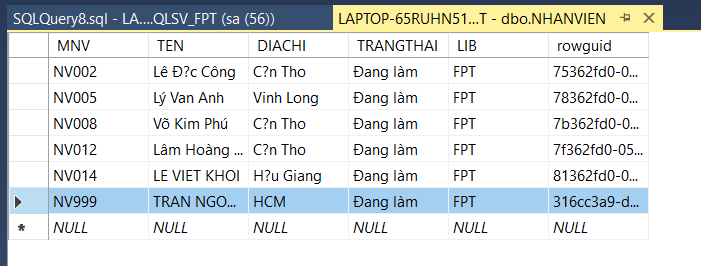 SQLQuery8.sql - LA....QLSV_FPT (sa (56)) LAPTOP-65RUHN51...T - dbo.NHANVIEN
MNV TEN DIACHI TRANGTHAI LIB rowguid
NV002 Lê Đ?c Công C?n Tho Đang làm FPT 75362fd0-0...
NV005 Lý Van Anh Vinh Long Đang làm FPT 78362fd0-0...
NV008 Võ Kim Phú C?n Tho Đang làm FPT 7b362fd0-0...
NV012 Lâm Hoàng ... C?n Tho Đang làm FPT 7f362fd0-05...
NV014 LE VIET KHOI H?u Giang Đang làm FPT 81362fd0-0...
NV999 TRAN NGO... HCM Đang làm FPT 316cc3a9-d...
NULL NULL NULL NULL NULL NULL